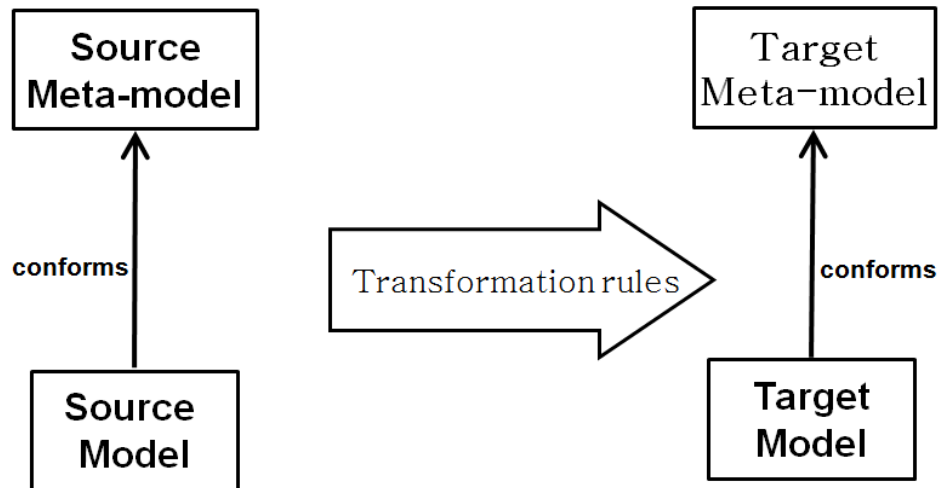 Source
Meta-model
Target
Meta-model
conforms
Transformation rules
conforms
Source
Model
Target
Model